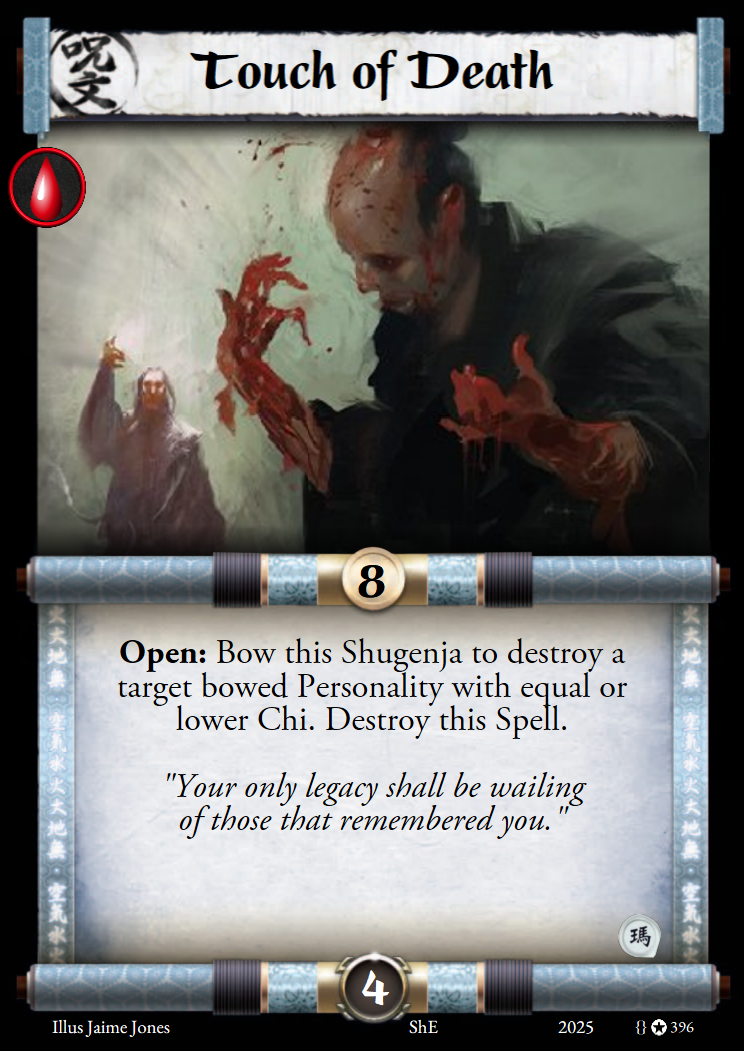 呪文
Touch of Death
8
Open: Bow this Shugenja to destroy a
target bowed Personality with equal or
lower Chi. Destroy this Spell.
"Your only legacy shall be wailing
of those that remembered you."
瑪
4
Illus Jaime Jones ShE 2025 {} 396